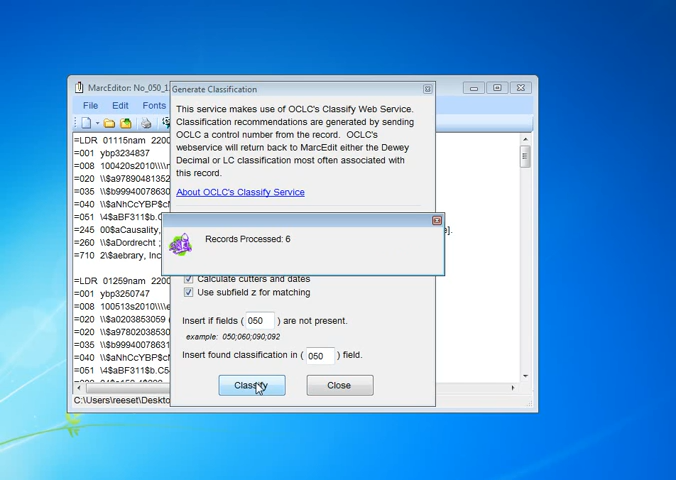 MarcEditor: No_050_1
Generate Classification
File Edit Fonts
This service makes use of OCLC's Classify Web Service.
Classification recommendations are generated by sending
OCLC a control number from the record. OCLC's
webservice will return back to MarcEdit either the Dewey
Decimal or LC classification most often associated with
this record.
About OCLC's Classify Service
=LDR 01115nam 2200
=001 ybp3234837
=008 100420s2010\\\\n
=020 \\$a97890481352
=035 \\$b99940078630
=040 \\$aNhCcYBP$c
=051 \4$aBF311$b.C
=245 00$aCausality,
e].
=260 \\$aDordrecht ;
=710 2\$aebrary, Inc
Records Processed: 6
Calculate cutters and dates
Use subfield z for matching
=LDR 01259nam 2200
=001 ybp3250747
=008 100513s2010\\\\e
=020 \\$a0203853059
=020 \\$a9780203853
=035 \\$b99940078
=040 \\$aNhCcYBP$c
=051 \4$aBF311$b.C5
Insert if fields ( 050 ) are not present.
example: 050;060;090;092
Insert found classification in ( 050 ) field.
Classify Close
C:\Users\reeset\Deskto